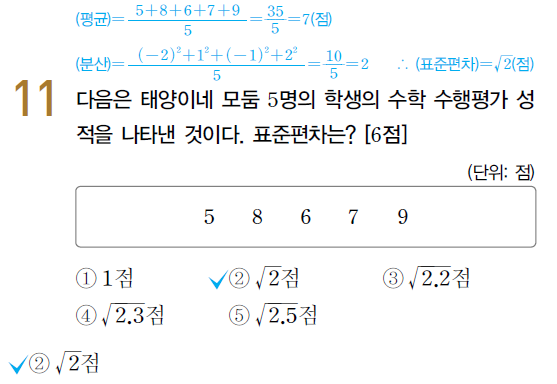 (평균)=5+8+6+7+9/5=35/5=7(점)
(분산)=(-2)²+1²+(-1)²+2²/5=10/5=2 ∴ (표준편차)=√2(점)
11 다음은 태양이네 모둠 5명의 학생의 수학 수행평가 성
적을 나타낸 것이다. 표준편차는? [6점]
(단위: 점)
5 8 6 7 9
① 1점 ② √2점 ③ √2.2점
④ √2.3점 ⑤ √2.5점
② √2점